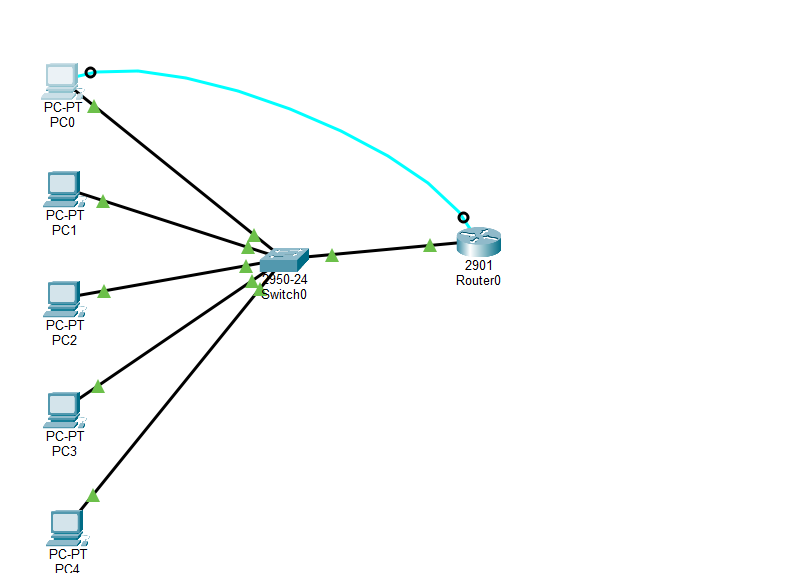 PC-PT
PC0
PC-PT
PC1
2901
Router0
2950-24
Switch0
PC-PT
PC2
PC-PT
PC3
PC-PT
PC4